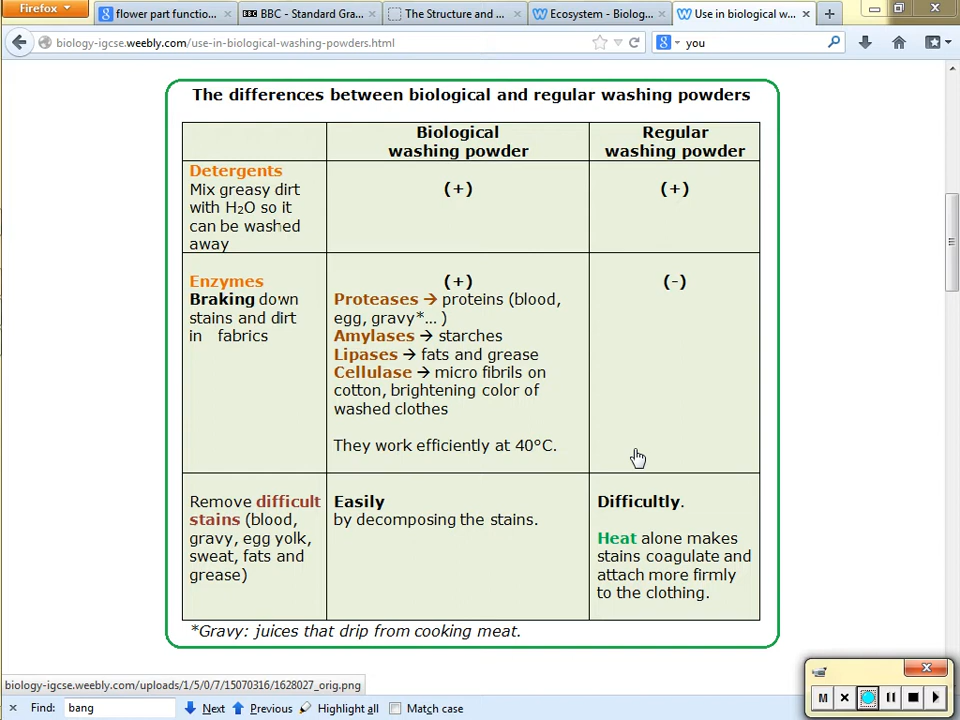 Firefox
flower part functio...
BBC - Standard Gra...
The Structure and ...
Ecosystem - Biolog...
Use in biological w...
biology-igcse.weebly.com/use-in-biological-washing-powders.html
you
The differences between biological and regular washing powders
Biological
washing powder
Regular
washing powder
Detergents
Mix greasy dirt
with H₂O so it
can be washed
away
(+)
(+)
Enzymes
Braking down
stains and dirt
in fabrics
(+)
Proteases → proteins (blood,
egg, gravy*... )
Amylases → starches
Lipases → fats and grease
Cellulase → micro fibrils on
cotton, brightening color of
washed clothes
They work efficiently at 40°C.
(-)
Remove difficult
stains (blood,
gravy, egg yolk,
sweat, fats and
grease)
Easily
by decomposing the stains.
Difficultly.
Heat alone makes
stains coagulate and
attach more firmly
to the clothing.
*Gravy: juices that drip from cooking meat.
biology-igcse.weebly.com/uploads/1/5/0/7/15070316/1628027_orig.png
Find: bang Next Previous Highlight all Match case
M